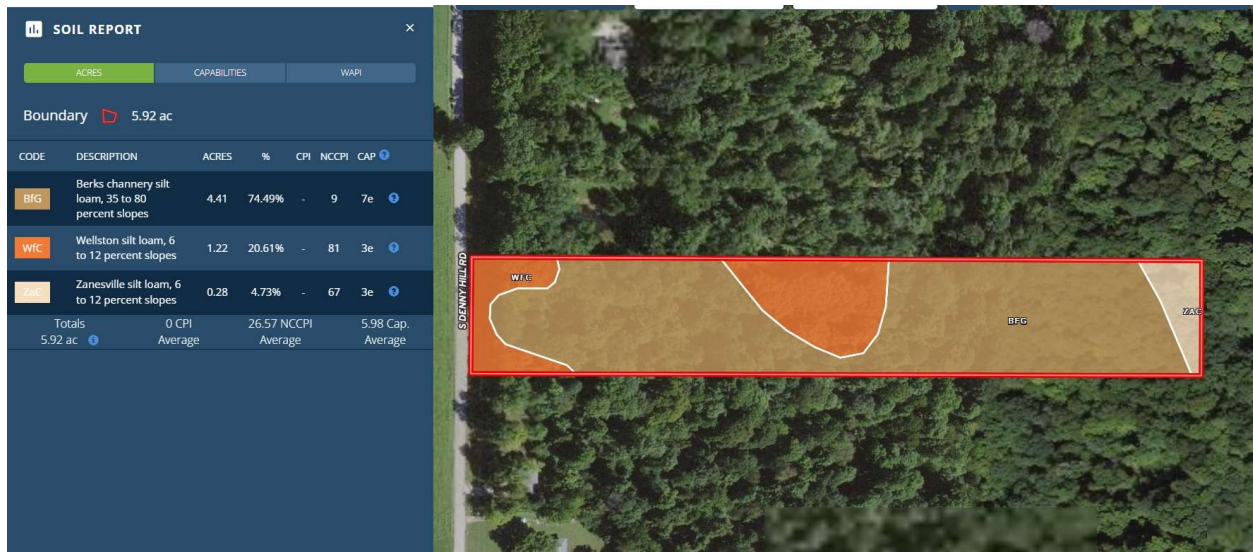 SOIL REPORT ×
ACRES CAPABILITIES WAPI
Boundary 5.92 ac
CODE DESCRIPTION ACRES % CPI NCCPI CAP ?
BfG Berks channery silt loam, 35 to 80 percent slopes 4.41 74.49% - 9 7e ?
WfC Wellston silt loam, 6 to 12 percent slopes 1.22 20.61% - 81 3e ?
ZaC Zanesville silt loam, 6 to 12 percent slopes 0.28 4.73% - 67 3e ?
Totals 0 CPI 26.57 NCCPI 5.98 Cap.
5.92 ac Average Average Average
S DENNY HILL RD
WFC
BFG
ZAC